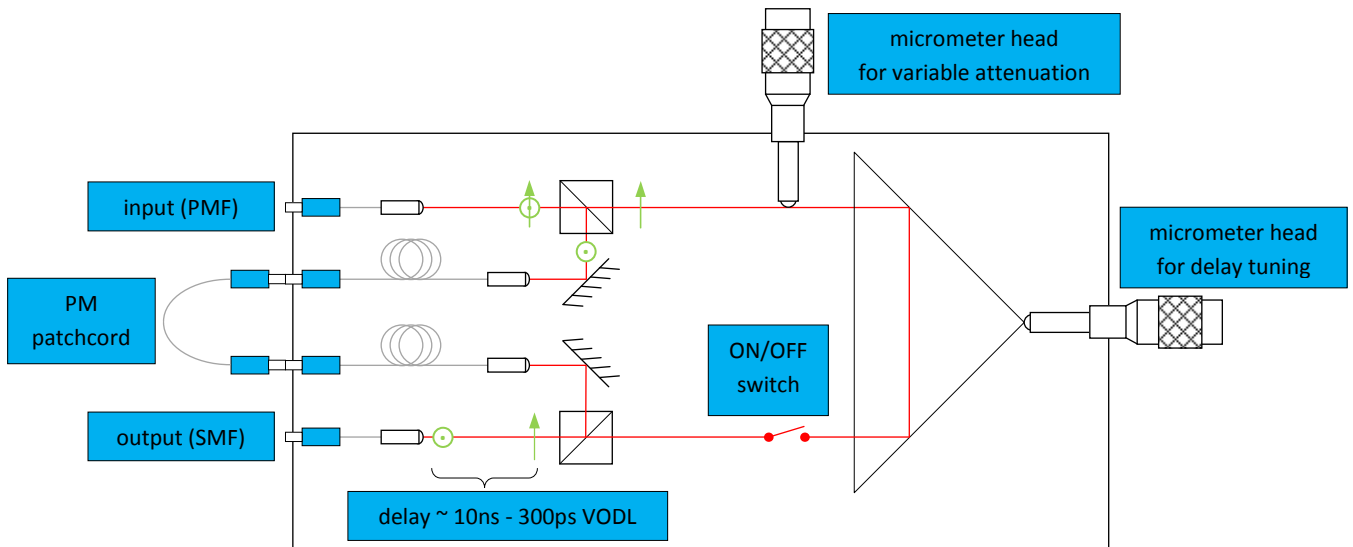 micrometer head
for variable attenuation
input (PMF)
micrometer head
for delay tuning
PM
patchcord
ON/OFF
switch
output (SMF)
delay ~ 10ns - 300ps VODL